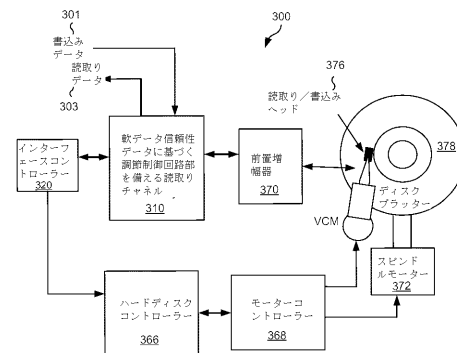 300
301
書込み
データ
読取り
データ
303
376
読取り/書込み
ヘッド
378
インターフ
ェースコント
ローラー
320
軟データ信頼性
データに基づく
調節制御回路部
を備える読取り
チャネル
310
前置増
幅器
370
ディスク
プラッター
VCM
スピンド
ルモーター
372
ハードディスク
コントローラー
366
モーターコ
ントローラー
368